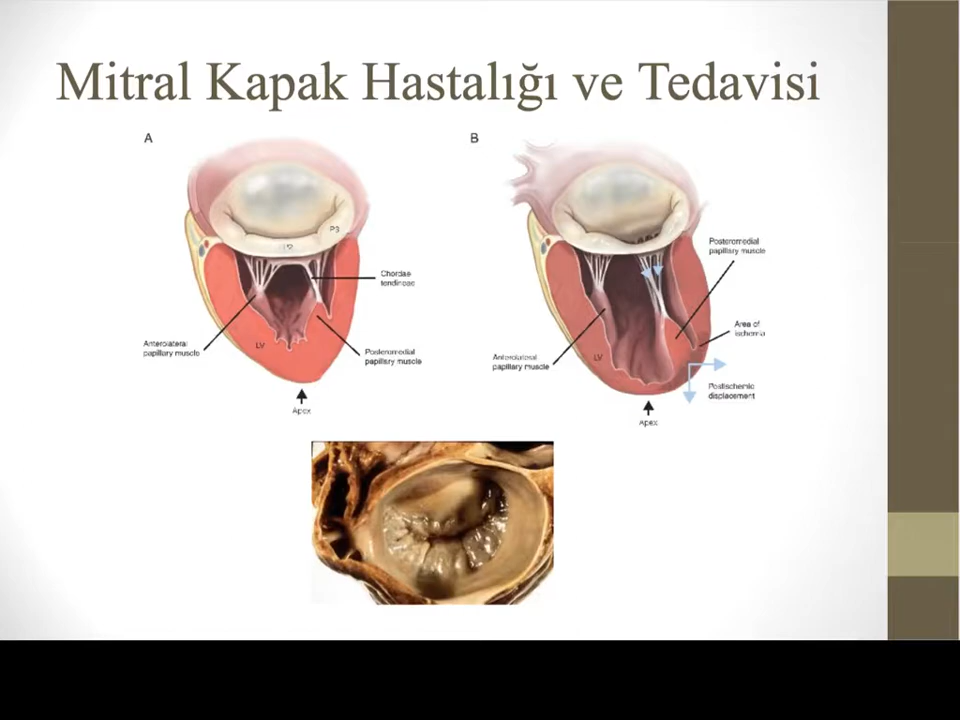 Mitral Kapak Hastalığı ve Tedavisi
A
P3
P2
Chordae
tendineae
Anterolateral
papillary muscle
LV
Posteromedial
papillary muscle
Apex
B
Posteromedial
papillary muscle
Area of
ischemia
Anterolateral
papillary muscle
LV
Postischemic
displacement
Apex